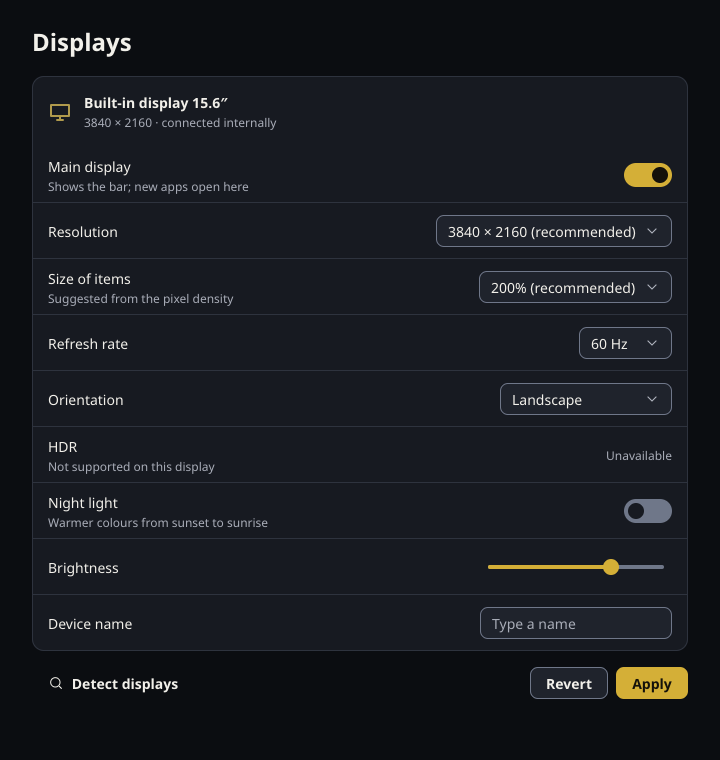 Displays
Built-in display 15.6″
3840 × 2160 · connected internally
Main display
Shows the bar; new apps open here
Resolution
3840 × 2160 (recommended)
Size of items
Suggested from the pixel density
200% (recommended)
Refresh rate
60 Hz
Orientation
Landscape
HDR
Not supported on this display
Unavailable
Night light
Warmer colours from sunset to sunrise
Brightness
Device name
Type a name
Detect displays
Revert
Apply